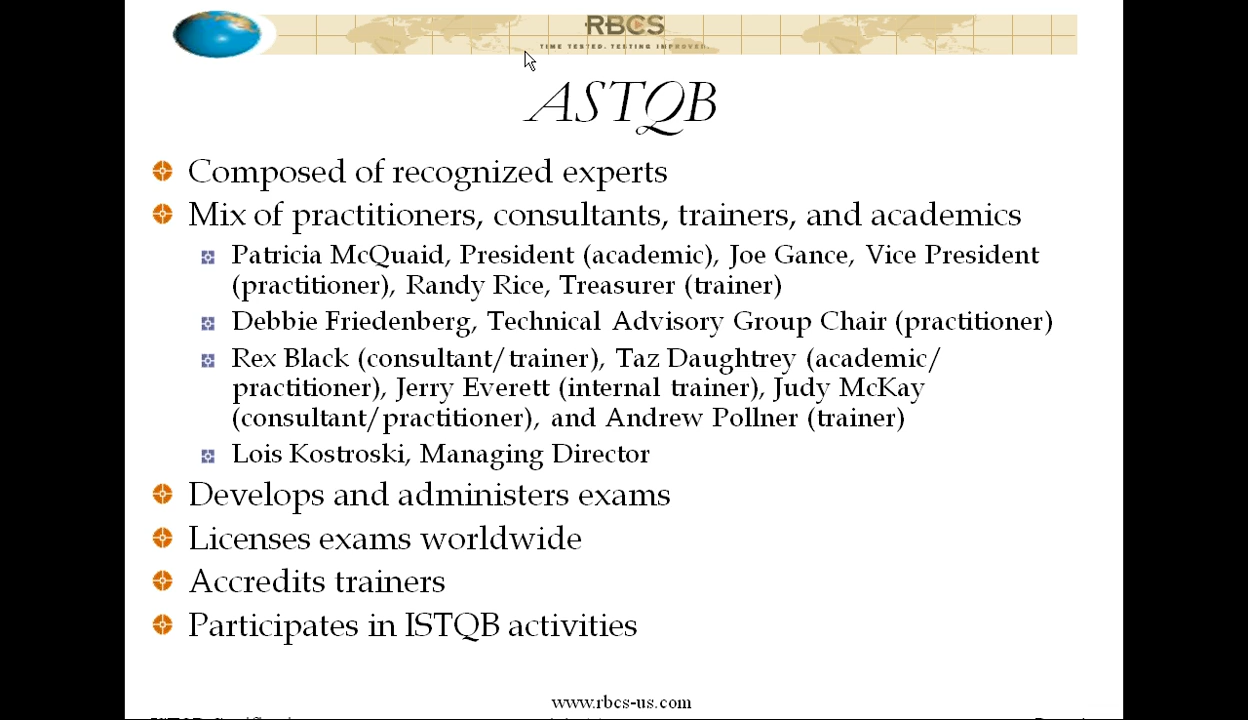 RBCS
TIME TESTED. TESTING IMPROVED.
ASTQB
Composed of recognized experts
Mix of practitioners, consultants, trainers, and academics
Patricia McQuaid, President (academic), Joe Gance, Vice President
(practitioner), Randy Rice, Treasurer (trainer)
Debbie Friedenberg, Technical Advisory Group Chair (practitioner)
Rex Black (consultant/trainer), Taz Daughtrey (academic/
practitioner), Jerry Everett (internal trainer), Judy McKay
(consultant/practitioner), and Andrew Pollner (trainer)
Lois Kostroski, Managing Director
Develops and administers exams
Licenses exams worldwide
Accredits trainers
Participates in ISTQB activities
www.rbcs-us.com